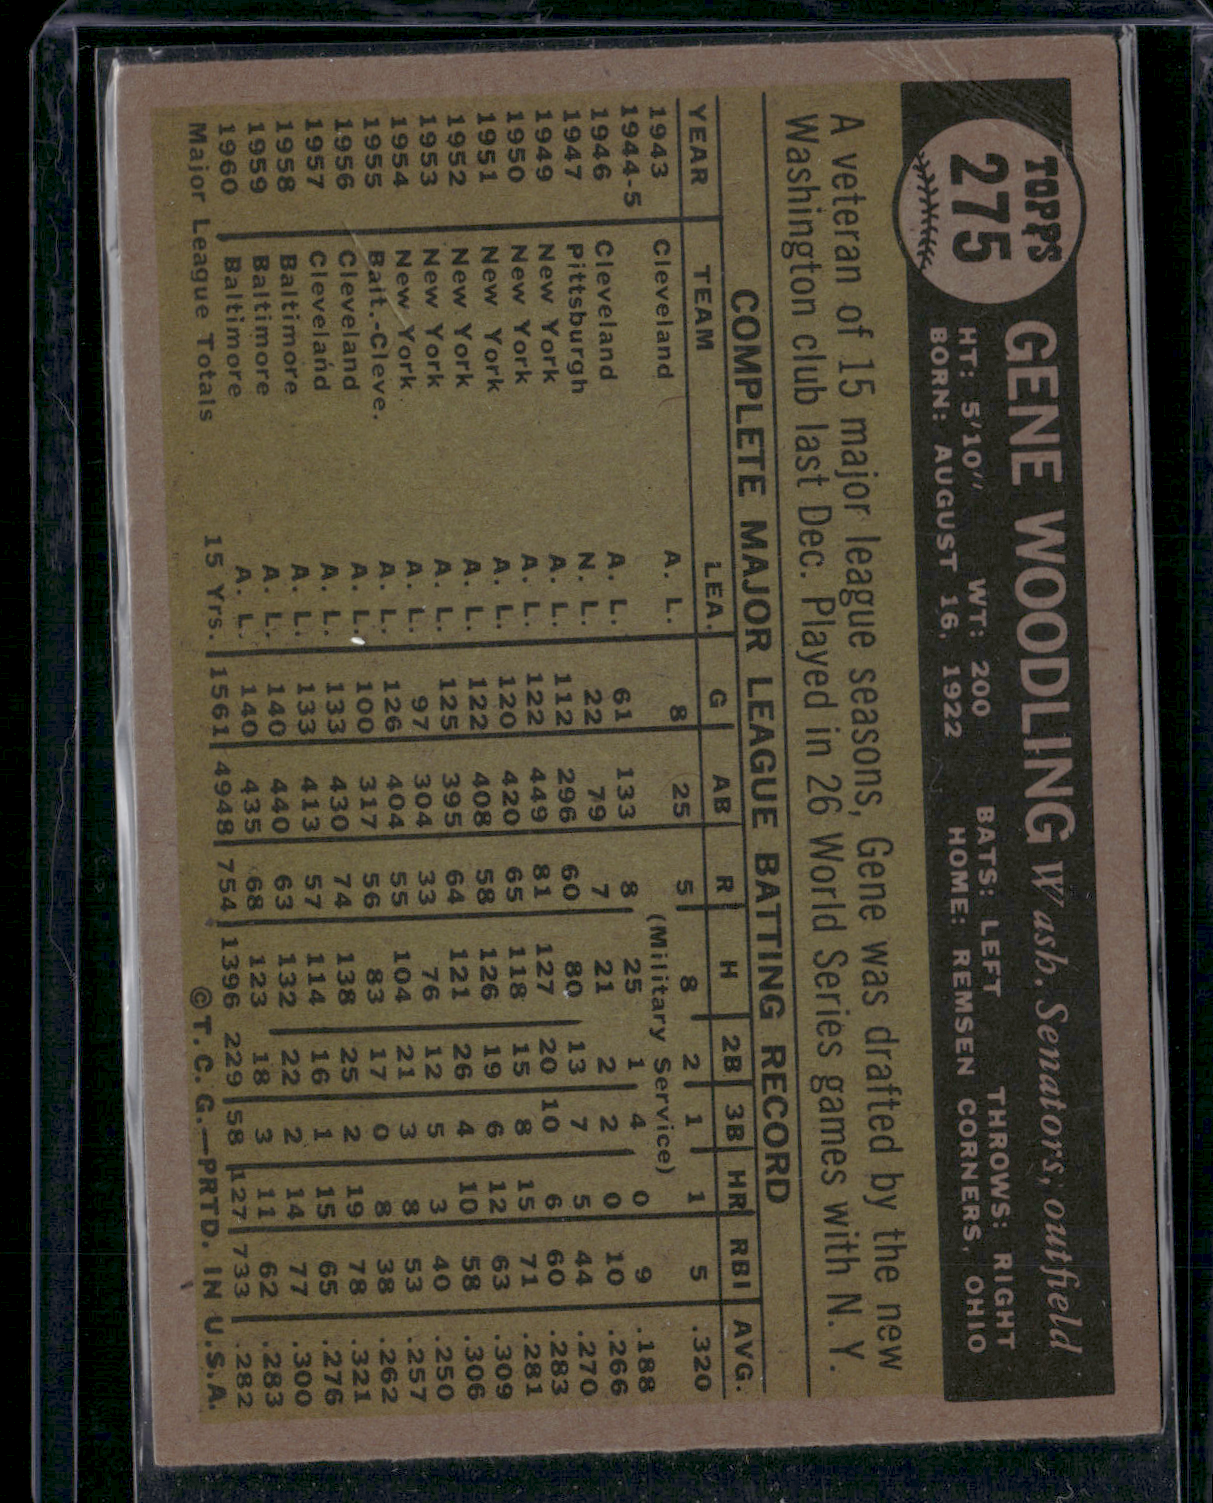 TOPPS
275
GENE WOODLING Wash. Senators, outfield
HT: 5'10" WT: 200 BATS: LEFT THROWS: RIGHT
BORN: AUGUST 16, 1922 HOME: REMSEN CORNERS, OHIO
A veteran of 15 major league seasons, Gene was drafted by the new
Washington club last Dec. Played in 26 World Series games with N. Y.
COMPLETE MAJOR LEAGUE BATTING RECORD
YEAR TEAM LEA. G AB R H 2B 3B HR RBI AVG.
1943 Cleveland A. L. 8 25 5 8 2 1 1 5 .320
1944-5 (Military Service)
1946 Cleveland A. L. 61 133 8 25 1 4 0 9 .188
1947 Pittsburgh N. L. 22 79 7 21 2 2 0 10 .266
1949 New York A. L. 112 296 60 80 13 7 5 44 .270
1950 New York A. L. 122 449 81 127 20 10 6 60 .283
1951 New York A. L. 120 420 65 118 15 8 15 71 .281
1952 New York A. L. 122 408 58 126 19 6 12 63 .309
1953 New York A. L. 125 395 64 121 26 4 10 58 .306
1954 New York A. L. 97 304 33 76 12 5 3 40 .250
1955 Balt.-Cleve. A. L. 126 404 55 104 21 3 8 53 .257
1956 Cleveland A. L. 100 317 56 83 17 0 8 38 .262
1957 Cleveland A. L. 133 430 74 138 25 2 19 78 .321
1958 Baltimore A. L. 133 413 57 114 16 1 15 65 .276
1959 Baltimore A. L. 140 440 63 132 22 2 14 77 .300
1960 Baltimore A. L. 140 435 68 123 18 3 11 62 .283
Major League Totals 15 Yrs. 1561 4948 754 1396 229 58 127 733 .282
©T.C.G.—PRTD. IN U.S.A.